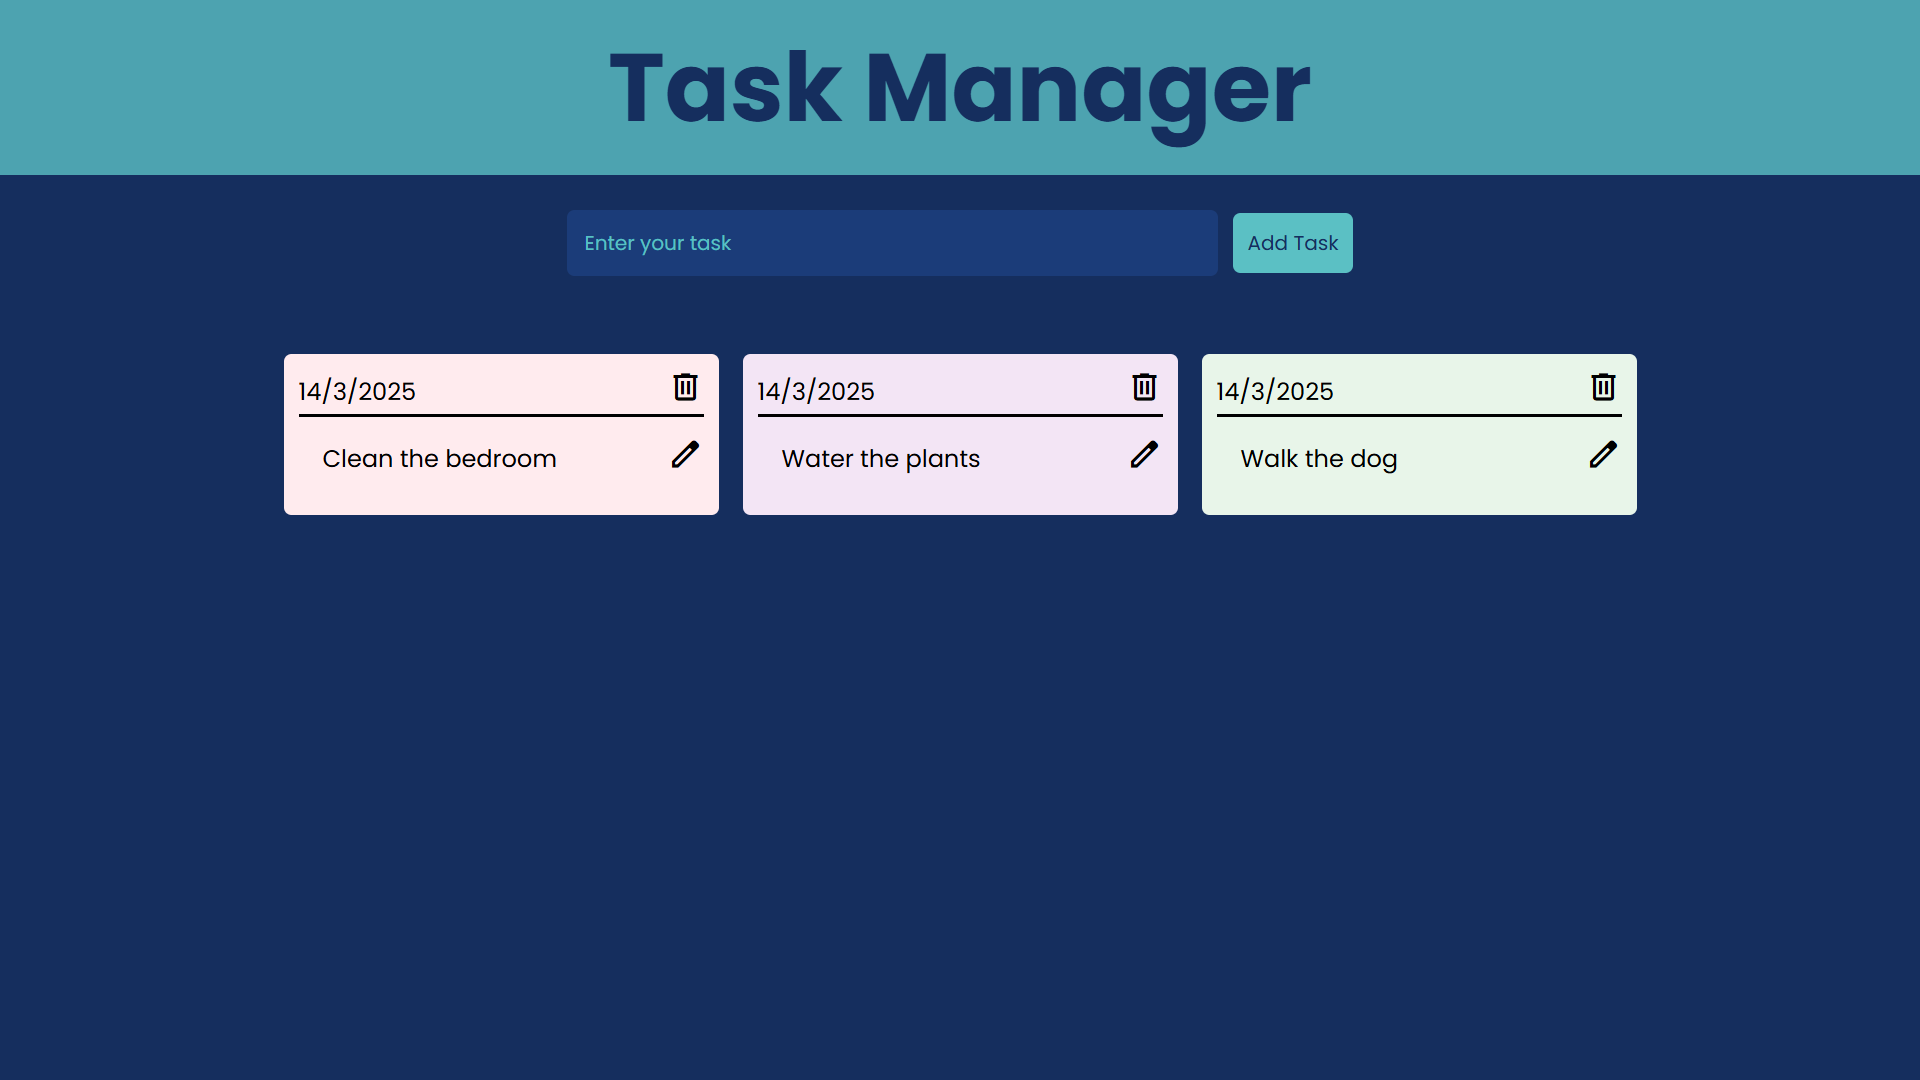 Task Manager
Enter your task
Add Task
14/3/2025
Clean the bedroom
14/3/2025
Water the plants
14/3/2025
Walk the dog